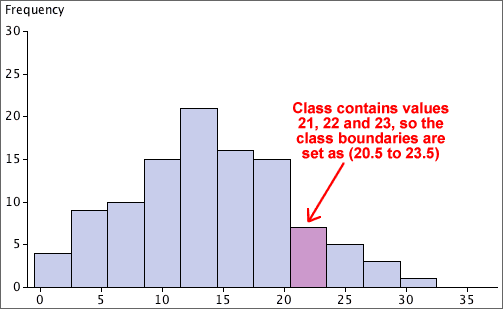 Frequency
30
25
20
15
10
5
0
Class contains values
21, 22 and 23, so the
class boundaries are
set as (20.5 to 23.5)
0 5 10 15 20 25 30 35